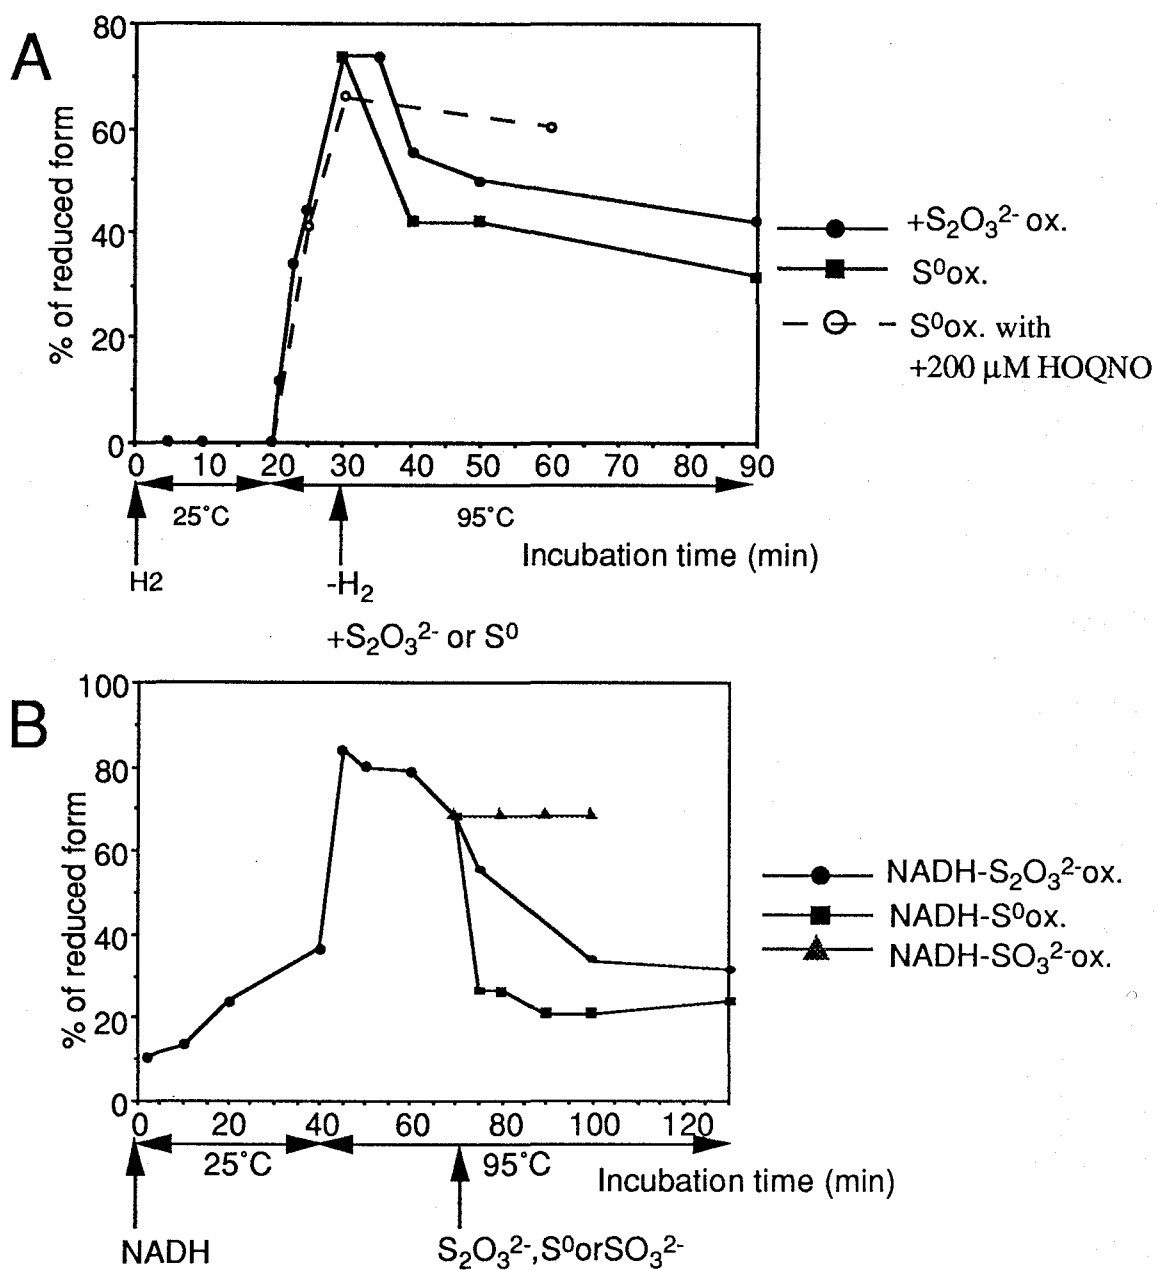 A
80
60
40
20
0
% of reduced form
0 10 20 30 40 50 60 70 80 90
25°C 95°C
Incubation time (min)
H2
-H₂
+S₂O₃²⁻ or S⁰
+S₂O₃²⁻ ox.
S⁰ox.
S⁰ox. with
+200 µM HOQNO
B
100
80
60
40
20
0
% of reduced form
0 20 40 60 80 100 120
25°C 95°C
Incubation time (min)
NADH
S₂O₃²⁻,S⁰orSO₃²⁻
NADH-S₂O₃²⁻ox.
NADH-S⁰ox.
NADH-SO₃²⁻ox.